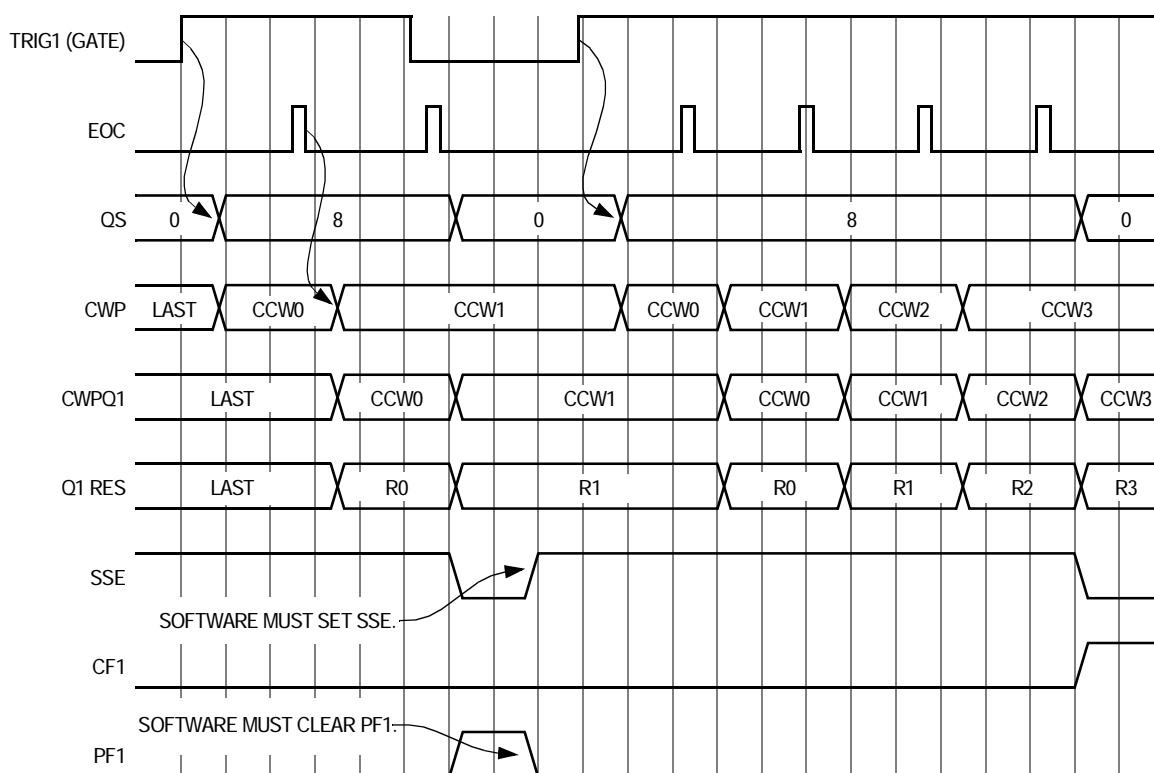 TRIG1 (GATE)
EOC
QS 0 8 0 8 0
CWP LAST CCW0 CCW1 CCW0 CCW1 CCW2 CCW3
CWPQ1 LAST CCW0 CCW1 CCW0 CCW1 CCW2 CCW3
Q1 RES LAST R0 R1 R0 R1 R2 R3
SSE
SOFTWARE MUST SET SSE.
CF1
SOFTWARE MUST CLEAR PF1.
PF1